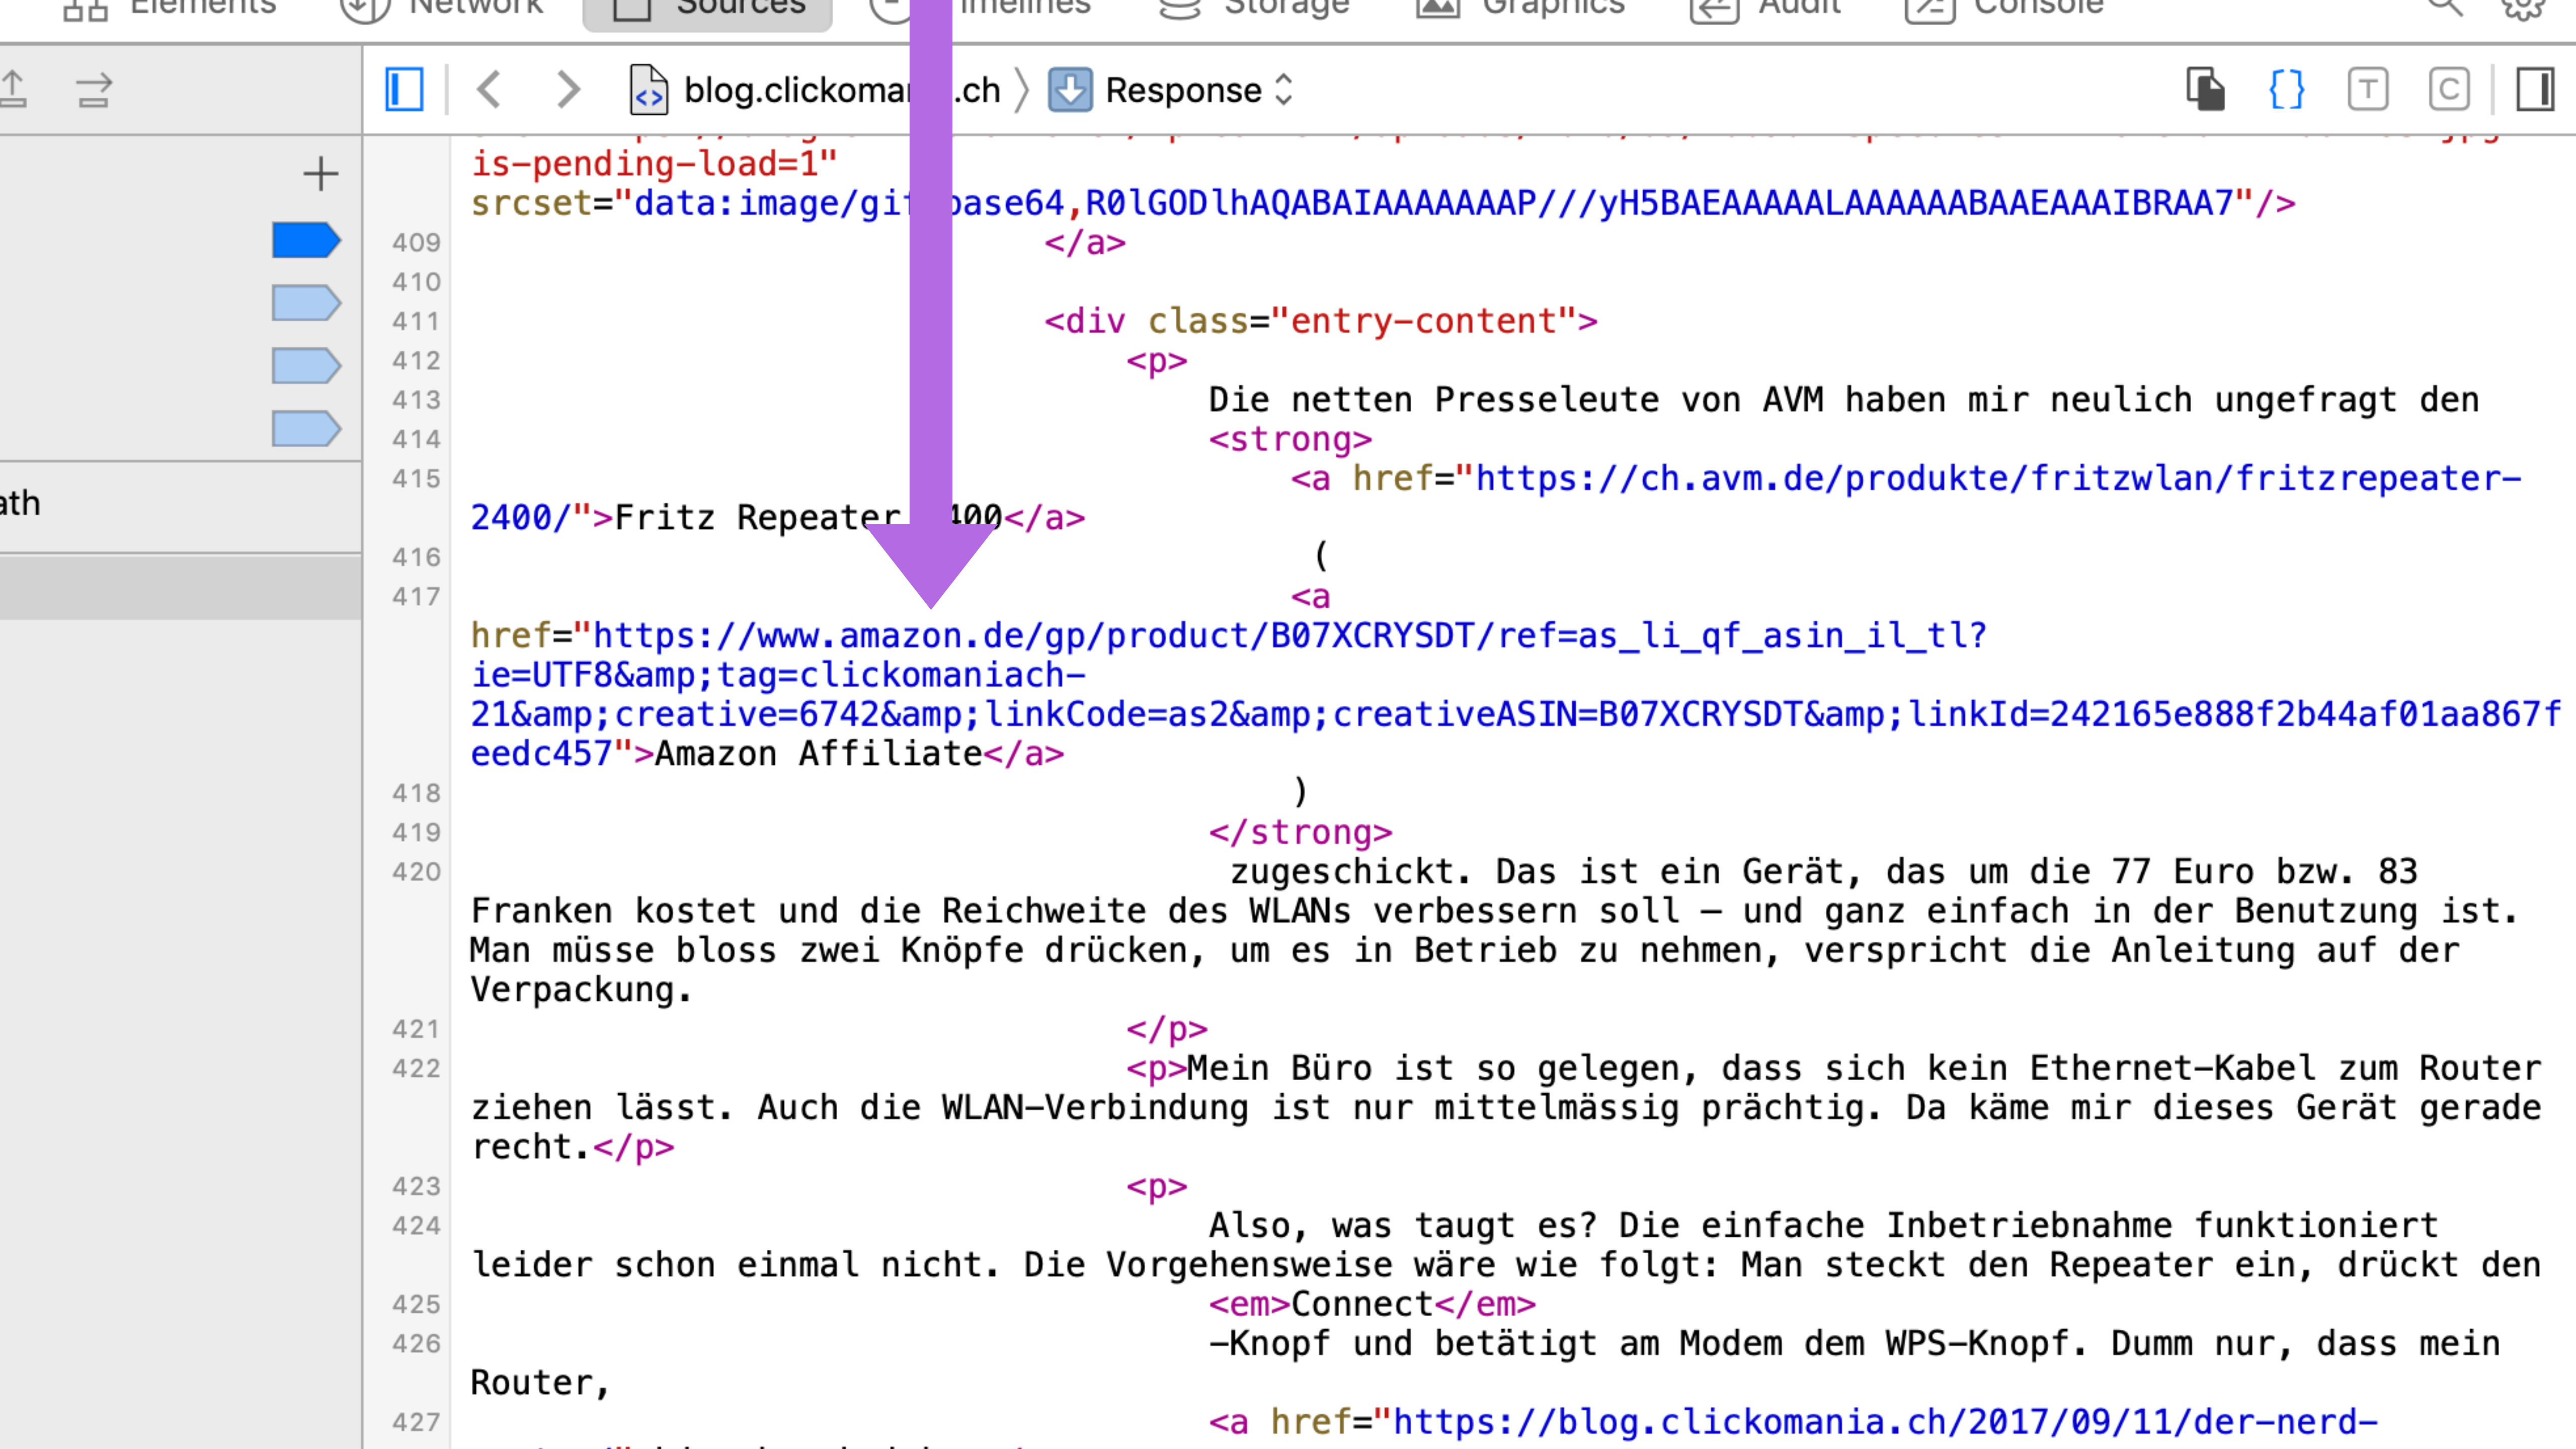 Elements Network Sources Timelines Storage Graphics Audit Console
blog.clickoma .ch Response {} T C
is-pending-load=1"
srcset="data:image/gif base64,R0lGODlhAQABAIAAAAAAAP///yH5BAEAAAAALAAAAAABAAEAAAIBRAA7"/>
409 </a>
410
411 <div class="entry-content">
412 <p>
413 Die netten Presseleute von AVM haben mir neulich ungefragt den
414 <strong>
ath
415 <a href="https://ch.avm.de/produkte/fritzwlan/fritzrepeater-
2400/">Fritz Repeater 400</a>
416 (
417 <a
href="https://www.amazon.de/gp/product/B07XCRYSDT/ref=as_li_qf_asin_il_tl?
ie=UTF8&amp;tag=clickomaniach-
21&amp;creative=6742&amp;linkCode=as2&amp;creativeASIN=B07XCRYSDT&amp;linkId=242165e888f2b44af01aa867f
eedc457">Amazon Affiliate</a>
418 )
419 </strong>
420 zugeschickt. Das ist ein Gerät, das um die 77 Euro bzw. 83
Franken kostet und die Reichweite des WLANs verbessern soll – und ganz einfach in der Benutzung ist.
Man müsse bloss zwei Knöpfe drücken, um es in Betrieb zu nehmen, verspricht die Anleitung auf der
Verpackung.
421 </p>
422 <p>Mein Büro ist so gelegen, dass sich kein Ethernet-Kabel zum Router
ziehen lässt. Auch die WLAN-Verbindung ist nur mittelmässig prächtig. Da käme mir dieses Gerät gerade
recht.</p>
423 <p>
424 Also, was taugt es? Die einfache Inbetriebnahme funktioniert
leider schon einmal nicht. Die Vorgehensweise wäre wie folgt: Man steckt den Repeater ein, drückt den
425 <em>Connect</em>
426 -Knopf und betätigt am Modem dem WPS-Knopf. Dumm nur, dass mein
Router,
427 <a href="https://blog.clickomania.ch/2017/09/11/der-nerd-